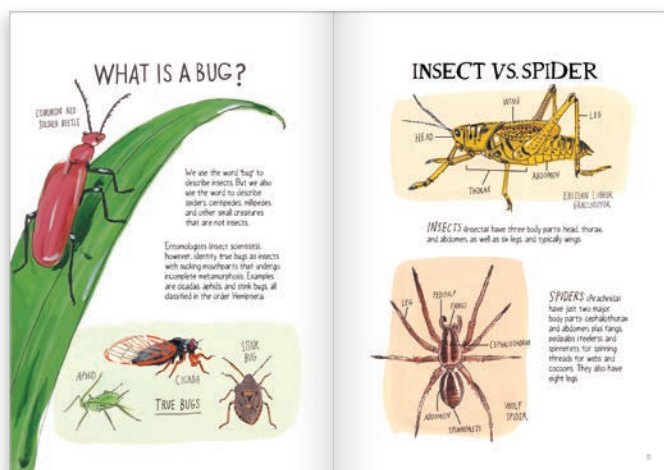 WHAT IS A BUG?
COMMON RED
SOLDIER BEETLE
We use the word "bug" to
describe insects. But we also
use the word to describe
spiders, centipedes, millipedes,
and other small creatures
that are not insects.
Entomologists (insect scientists),
however, identify true bugs as insects
with sucking mouthparts that undergo
incomplete metamorphosis. Examples
are cicadas, aphids, and stink bugs, all
classified in the order Hemiptera.
APHID
CICADA
STINK
BUG
TRUE BUGS
INSECT VS. SPIDER
WING
LEG
HEAD
THORAX
ABDOMEN
EASTERN LUBBER
GRASSHOPPER
INSECTS (Insecta) have three body parts: head, thorax,
and abdomen, as well as six legs and typically wings.
LEG
PEDIPALP
FANGS
CEPHALOTHORAX
ABDOMEN
SPINNERETS
WOLF
SPIDER
SPIDERS (Arachnida)
have just two major
body parts: cephalothorax
and abdomen, plus fangs,
pedipalps (feelers), and
spinnerets for spinning
threads for webs and
cocoons. They also have
eight legs.